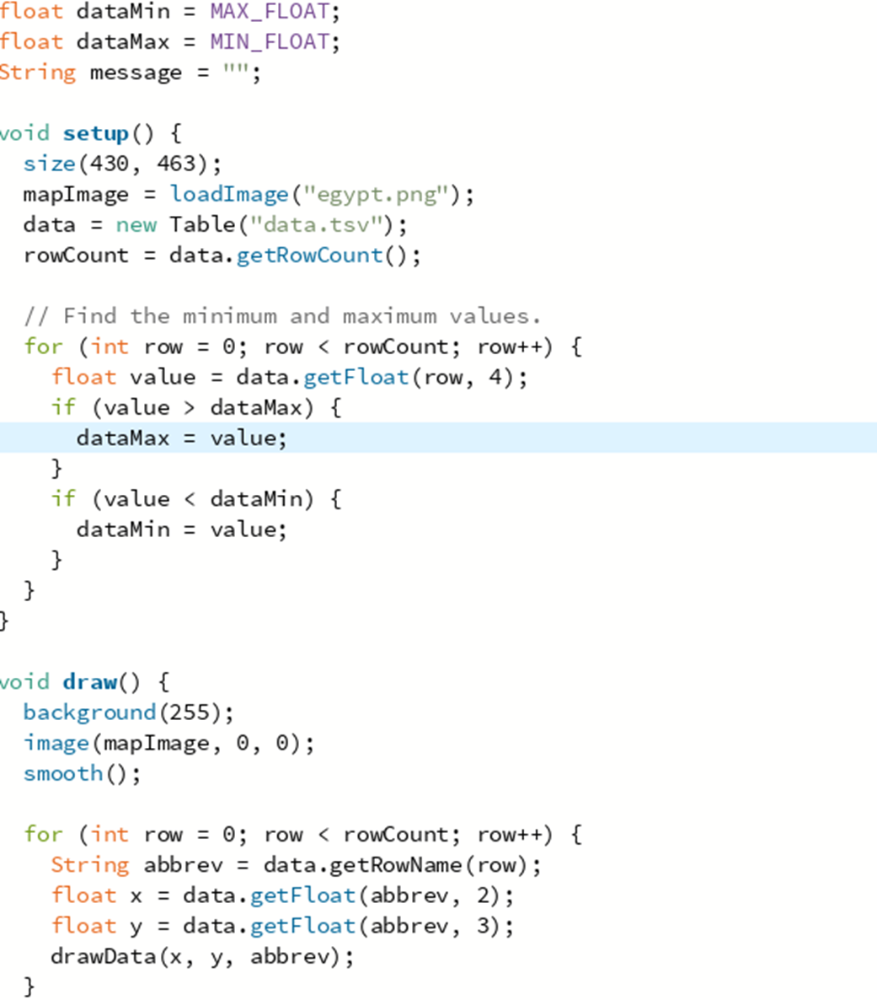 float dataMin = MAX_FLOAT;
float dataMax = MIN_FLOAT;
String message = "";

void setup() {
  size(430, 463);
  mapImage = loadImage("egypt.png");
  data = new Table("data.tsv");
  rowCount = data.getRowCount();

  // Find the minimum and maximum values.
  for (int row = 0; row < rowCount; row++) {
    float value = data.getFloat(row, 4);
    if (value > dataMax) {
      dataMax = value;
    }
    if (value < dataMin) {
      dataMin = value;
    }
  }
}

void draw() {
  background(255);
  image(mapImage, 0, 0);
  smooth();

  for (int row = 0; row < rowCount; row++) {
    String abbrev = data.getRowName(row);
    float x = data.getFloat(abbrev, 2);
    float y = data.getFloat(abbrev, 3);
    drawData(x, y, abbrev);
  }